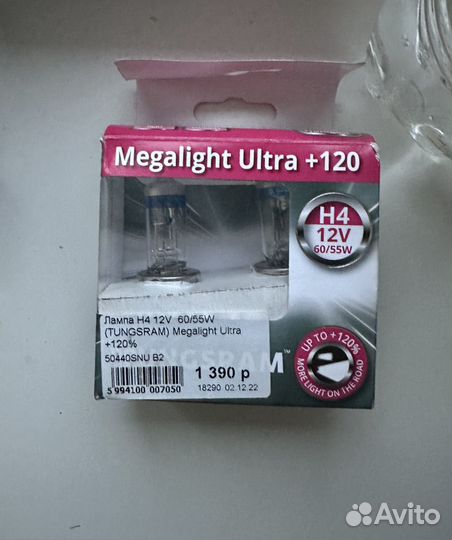 Megalight Ultra +120
H4
12V
60/55W
Лампа H4 12V 60/55W
(TUNGSRAM) Megalight Ultra
+120%
50440SNU B2
TUNGSRAM™
5 994100 007050
1 390 р
18290 02.12.22
UP TO +120%
MORE LIGHT ON THE ROAD
Avito